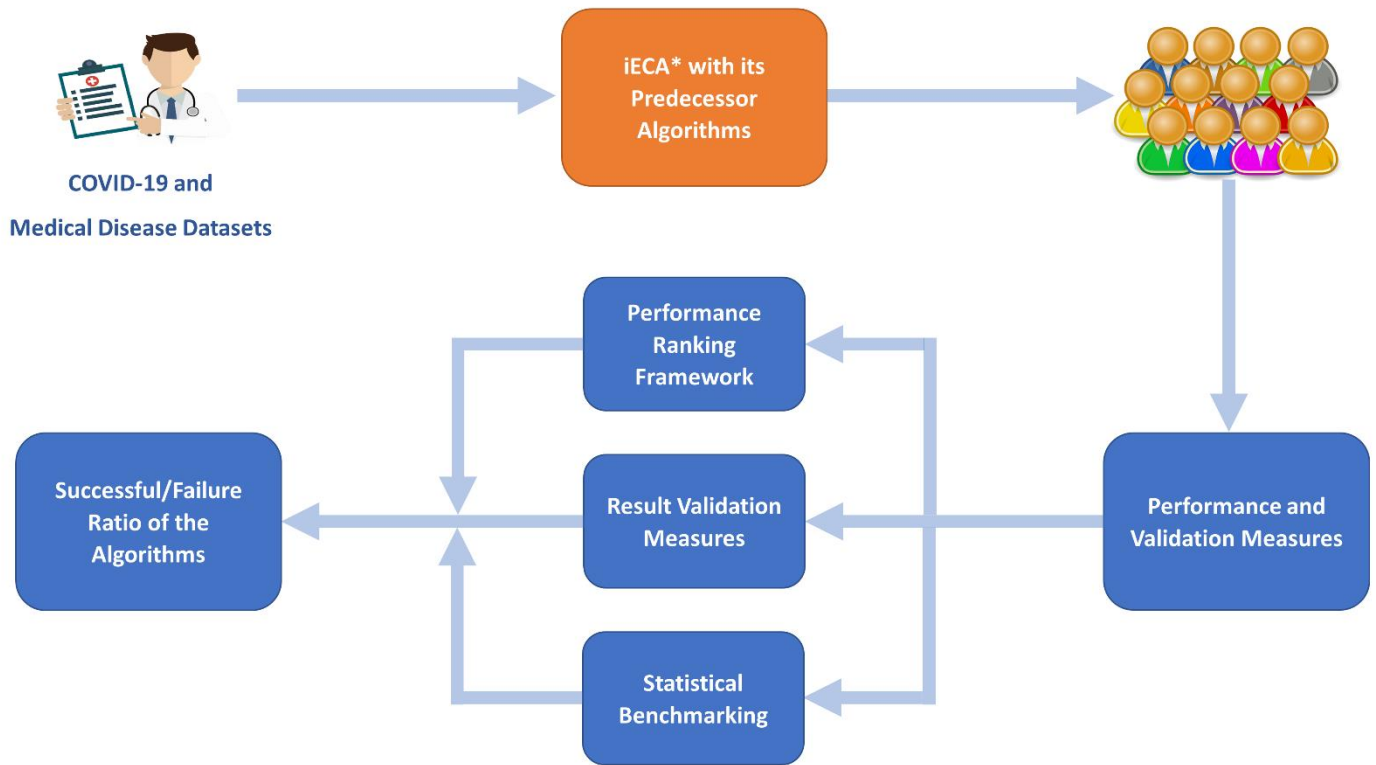 COVID-19 and
Medical Disease Datasets
iECA* with its
Predecessor
Algorithms
Performance
Ranking
Framework
Successful/Failure
Ratio of the
Algorithms
Result Validation
Measures
Performance and
Validation Measures
Statistical
Benchmarking